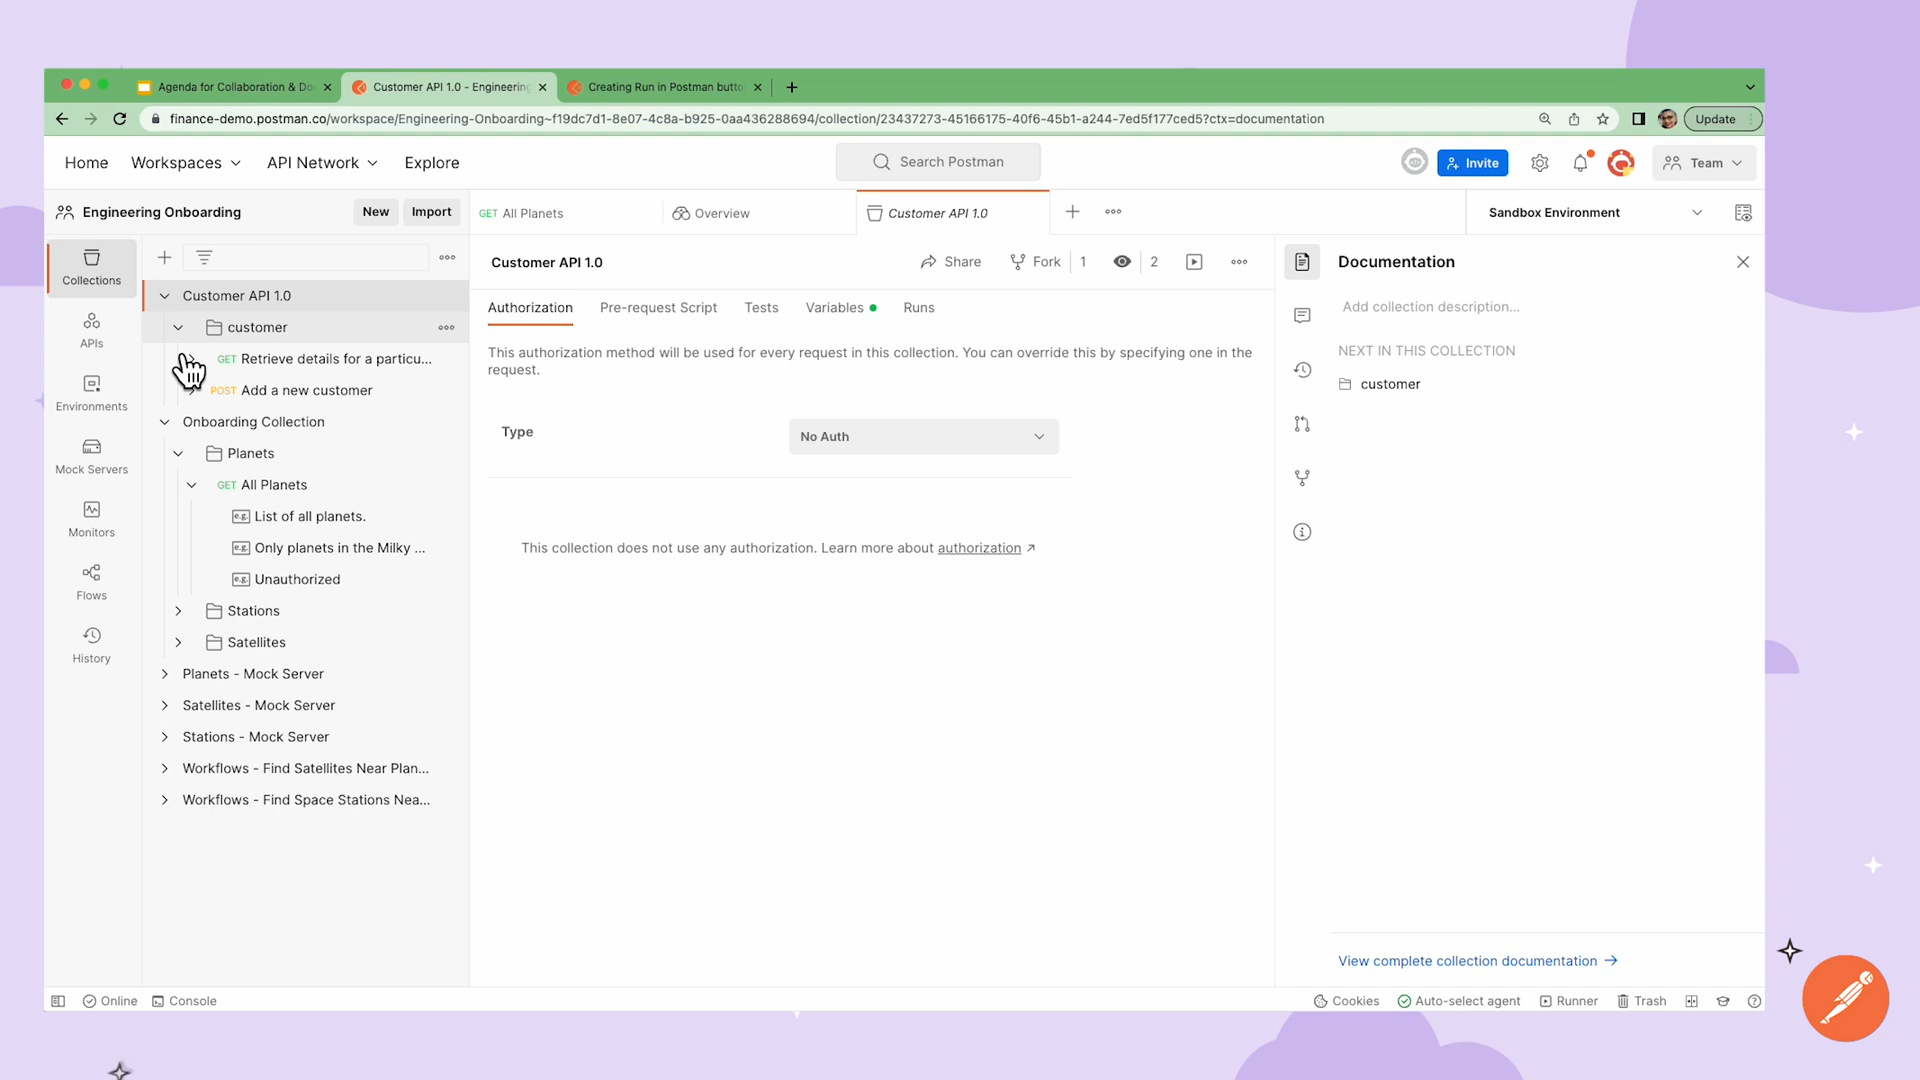 Agenda for Collaboration & Do
Customer API 1.0 - Engineering
Creating Run in Postman butto
finance-demo.postman.co/workspace/Engineering-Onboarding~f19dc7d1-8e07-4c8a-b925-0aa436288694/collection/23437273-45166175-40f6-45b1-a244-7ed5f177ced5?ctx=documentation
Update
Home
Workspaces
API Network
Explore
Search Postman
Invite
Team
Engineering Onboarding
New
Import
GET All Planets
Overview
Customer API 1.0
Sandbox Environment
Collections
APIs
Environments
Mock Servers
Monitors
Flows
History
Customer API 1.0
customer
GET Retrieve details for a particu...
POST Add a new customer
Onboarding Collection
Planets
GET All Planets
e.g. List of all planets.
e.g. Only planets in the Milky ...
e.g. Unauthorized
Stations
Satellites
Planets - Mock Server
Satellites - Mock Server
Stations - Mock Server
Workflows - Find Satellites Near Plan...
Workflows - Find Space Stations Nea...
Customer API 1.0
Share
Fork
1
2
Authorization
Pre-request Script
Tests
Variables
Runs
This authorization method will be used for every request in this collection. You can override this by specifying one in the
request.
Type
No Auth
This collection does not use any authorization. Learn more about authorization ↗
Documentation
Add collection description...
NEXT IN THIS COLLECTION
customer
View complete collection documentation →
Online
Console
Cookies
Auto-select agent
Runner
Trash